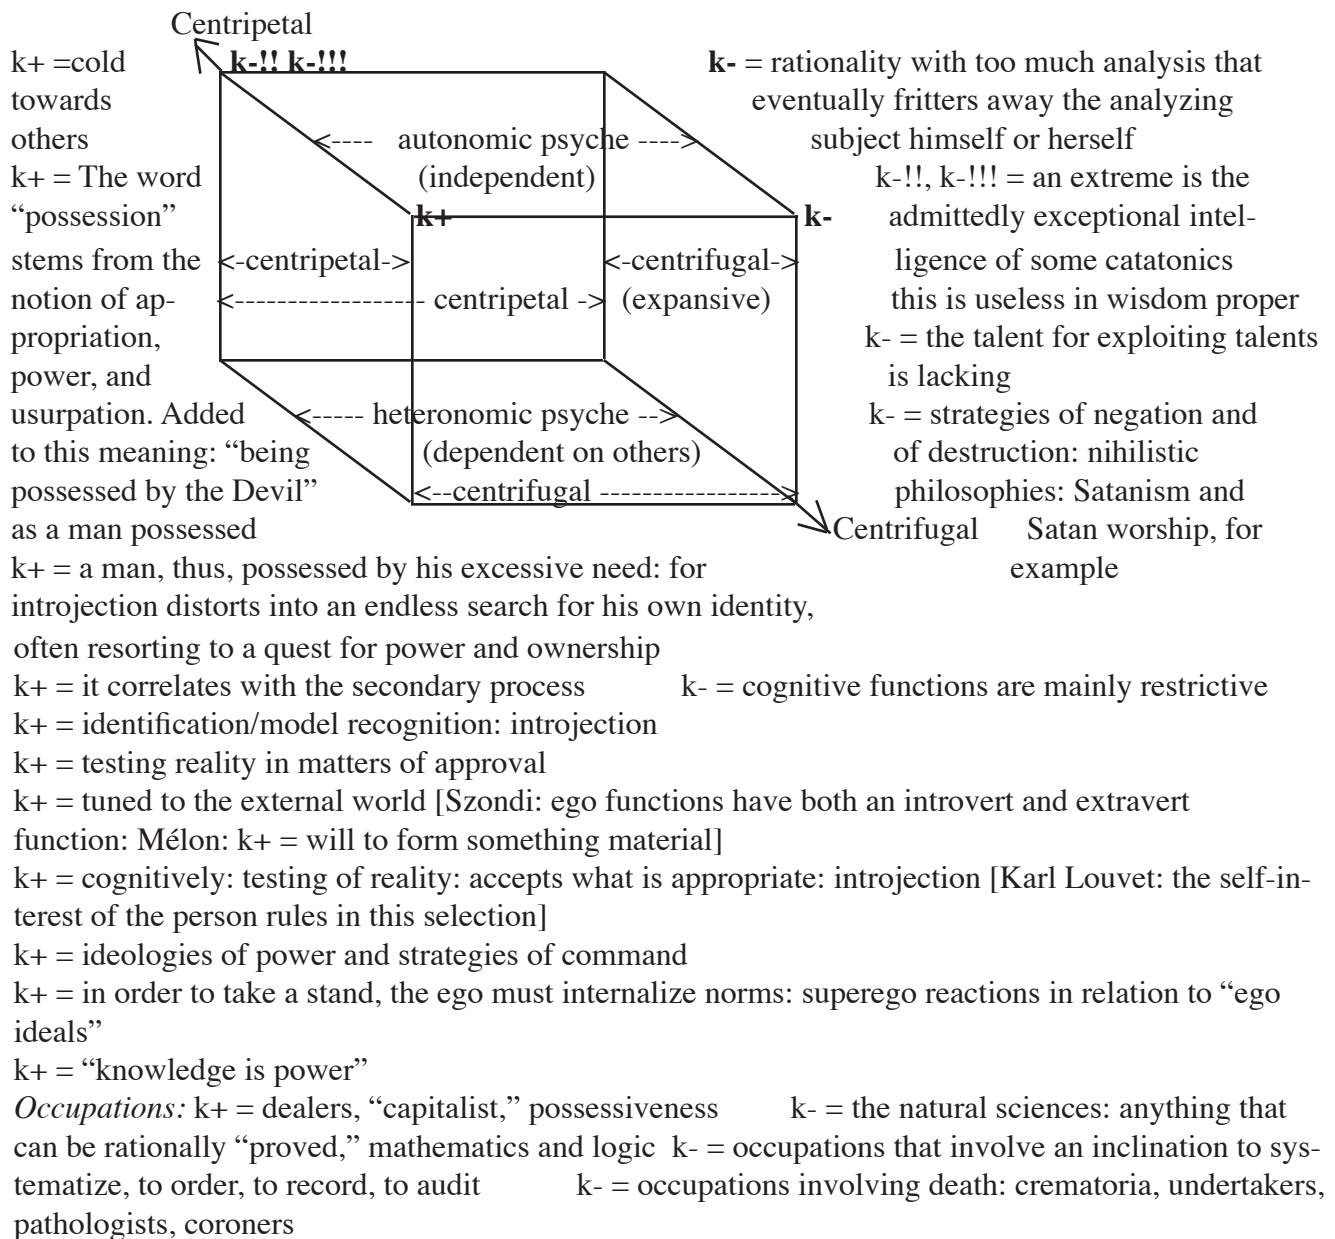 Centripetal
k+ =cold k-!! k-!!! k- = rationality with too much analysis that
towards eventually fritters away the analyzing
others <---- autonomic psyche ----> subject himself or herself
k+ = The word (independent) k-!!, k-!!! = an extreme is the
“possession” k+ k- admittedly exceptional intel-
stems from the <-centripetal-> <-centrifugal-> ligence of some catatonics
notion of ap- <------------------ centripetal -> (expansive) this is useless in wisdom proper
propriation, k- = the talent for exploiting talents
power, and is lacking
usurpation. Added <----- heteronomic psyche --> k- = strategies of negation and
to this meaning: “being (dependent on others) of destruction: nihilistic
possessed by the Devil” <--centrifugal ----------------> philosophies: Satanism and
as a man possessed Centrifugal Satan worship, for
k+ = a man, thus, possessed by his excessive need: for example
introjection distorts into an endless search for his own identity,
often resorting to a quest for power and ownership
k+ = it correlates with the secondary process k- = cognitive functions are mainly restrictive
k+ = identification/model recognition: introjection
k+ = testing reality in matters of approval
k+ = tuned to the external world [Szondi: ego functions have both an introvert and extravert
function: Mélon: k+ = will to form something material]
k+ = cognitively: testing of reality: accepts what is appropriate: introjection [Karl Louvet: the self-in-
terest of the person rules in this selection]
k+ = ideologies of power and strategies of command
k+ = in order to take a stand, the ego must internalize norms: superego reactions in relation to “ego
ideals”
k+ = “knowledge is power”
Occupations: k+ = dealers, “capitalist,” possessiveness k- = the natural sciences: anything that
can be rationally “proved,” mathematics and logic k- = occupations that involve an inclination to sys-
tematize, to order, to record, to audit k- = occupations involving death: crematoria, undertakers,
pathologists, coroners